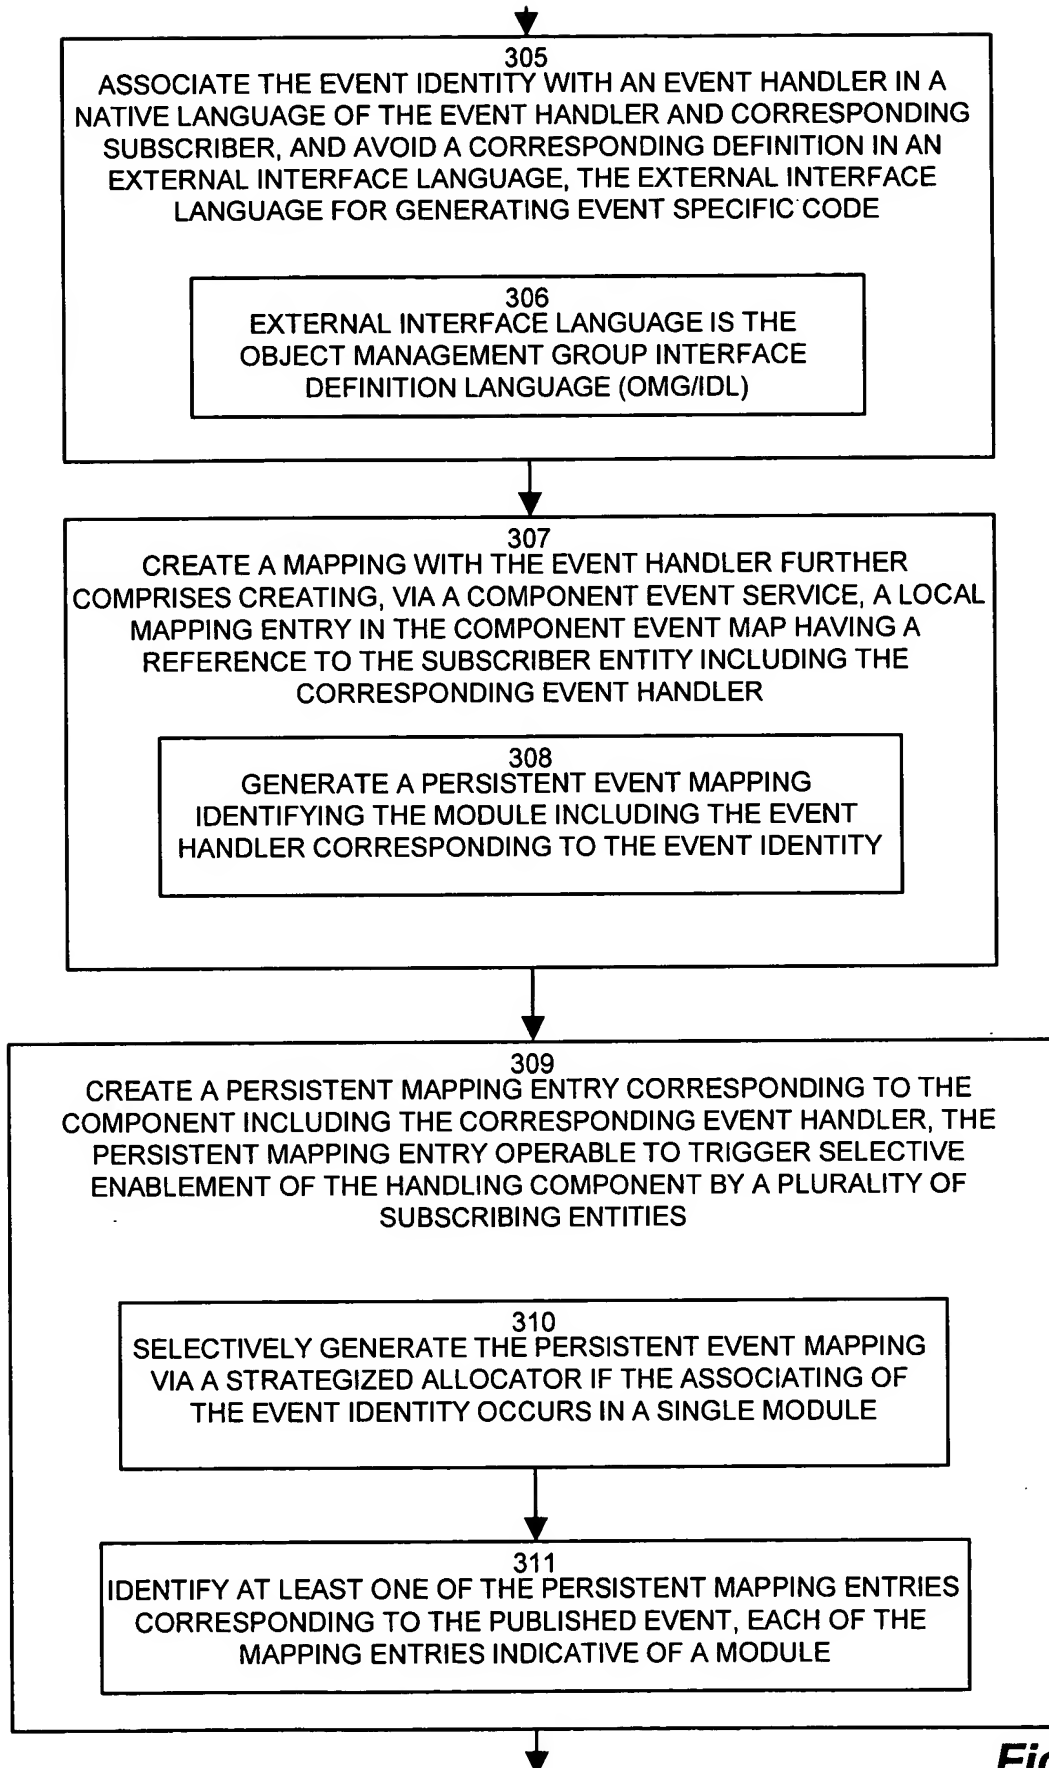 305
ASSOCIATE THE EVENT IDENTITY WITH AN EVENT HANDLER IN A
NATIVE LANGUAGE OF THE EVENT HANDLER AND CORRESPONDING
SUBSCRIBER, AND AVOID A CORRESPONDING DEFINITION IN AN
EXTERNAL INTERFACE LANGUAGE, THE EXTERNAL INTERFACE
LANGUAGE FOR GENERATING EVENT SPECIFIC CODE
306
EXTERNAL INTERFACE LANGUAGE IS THE
OBJECT MANAGEMENT GROUP INTERFACE
DEFINITION LANGUAGE (OMG/IDL)
307
CREATE A MAPPING WITH THE EVENT HANDLER FURTHER
COMPRISES CREATING, VIA A COMPONENT EVENT SERVICE, A LOCAL
MAPPING ENTRY IN THE COMPONENT EVENT MAP HAVING A
REFERENCE TO THE SUBSCRIBER ENTITY INCLUDING THE
CORRESPONDING EVENT HANDLER
308
GENERATE A PERSISTENT EVENT MAPPING
IDENTIFYING THE MODULE INCLUDING THE EVENT
HANDLER CORRESPONDING TO THE EVENT IDENTITY
309
CREATE A PERSISTENT MAPPING ENTRY CORRESPONDING TO THE
COMPONENT INCLUDING THE CORRESPONDING EVENT HANDLER, THE
PERSISTENT MAPPING ENTRY OPERABLE TO TRIGGER SELECTIVE
ENABLEMENT OF THE HANDLING COMPONENT BY A PLURALITY OF
SUBSCRIBING ENTITIES
310
SELECTIVELY GENERATE THE PERSISTENT EVENT MAPPING
VIA A STRATEGIZED ALLOCATOR IF THE ASSOCIATING OF
THE EVENT IDENTITY OCCURS IN A SINGLE MODULE
311
IDENTIFY AT LEAST ONE OF THE PERSISTENT MAPPING ENTRIES
CORRESPONDING TO THE PUBLISHED EVENT, EACH OF THE
MAPPING ENTRIES INDICATIVE OF A MODULE